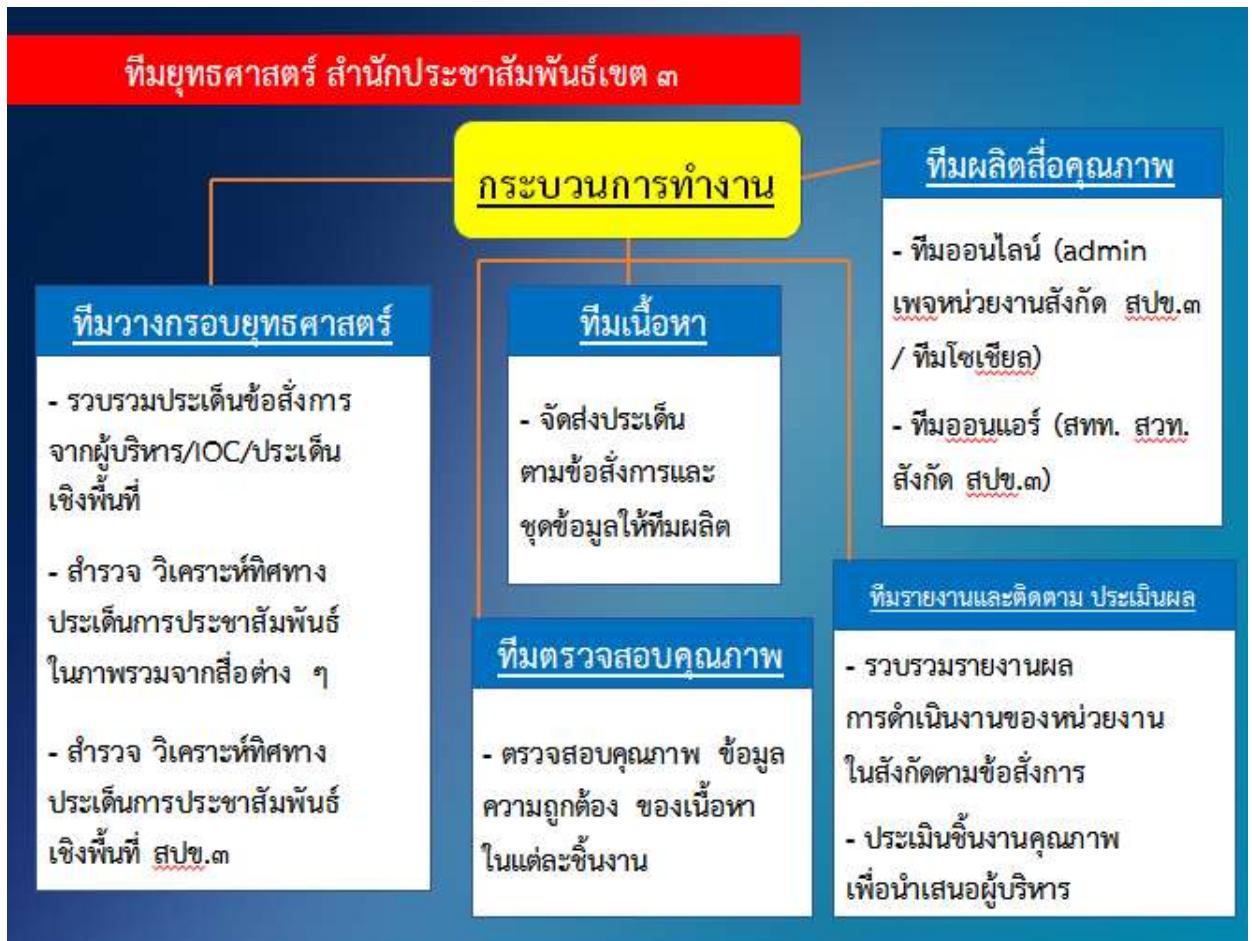 ทีมยุทธศาสตร์ สำนักประชาสัมพันธ์เขต ๓
กระบวนการทำงาน
ทีมวางกรอบยุทธศาสตร์
- รวบรวมประเด็นข้อสั่งการ
จากผู้บริหาร/IOC/ประเด็น
เชิงพื้นที่
- สำรวจ วิเคราะห์ทิศทาง
ประเด็นการประชาสัมพันธ์
ในภาพรวมจากสื่อต่าง ๆ
- สำรวจ วิเคราะห์ทิศทาง
ประเด็นการประชาสัมพันธ์
เชิงพื้นที่ สปข.๓
ทีมเนื้อหา
- จัดส่งประเด็น
ตามข้อสั่งการและ
ชุดข้อมูลให้ทีมผลิต
ทีมผลิตสื่อคุณภาพ
- ทีมออนไลน์ (admin
เพจหน่วยงานสังกัด สปข.๓
/ ทีมโซเชียล)
- ทีมออนแอร์ (สทท. สวท.
สังกัด สปข.๓)
ทีมตรวจสอบคุณภาพ
- ตรวจสอบคุณภาพ ข้อมูล
ความถูกต้อง ของเนื้อหา
ในแต่ละชิ้นงาน
ทีมรายงานและติดตาม ประเมินผล
- รวบรวมรายงานผล
การดำเนินงานของหน่วยงาน
ในสังกัดตามข้อสั่งการ
- ประเมินชิ้นงานคุณภาพ
เพื่อนำเสนอผู้บริหาร